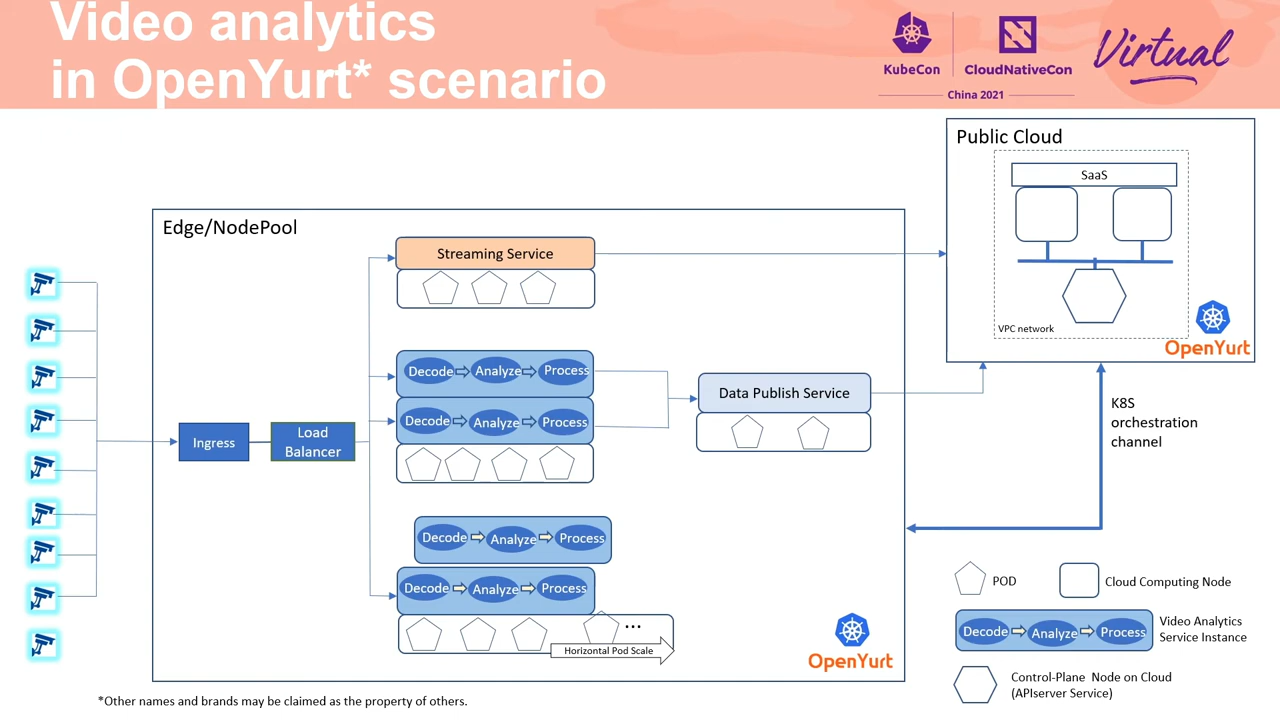 Video analytics
in OpenYurt* scenario
KubeCon
CloudNativeCon
China 2021
Virtual
Public Cloud
SaaS
VPC network
OpenYurt
Edge/NodePool
Streaming Service
Decode Analyze Process
Decode Analyze Process
Data Publish Service
Ingress
Load
Balancer
K8S
orchestration
channel
Decode Analyze Process
Decode Analyze Process
...
Horizontal Pod Scale
OpenYurt
POD
Cloud Computing Node
Decode Analyze Process
Video Analytics
Service Instance
Control-Plane Node on Cloud
(APIserver Service)
*Other names and brands may be claimed as the property of others.